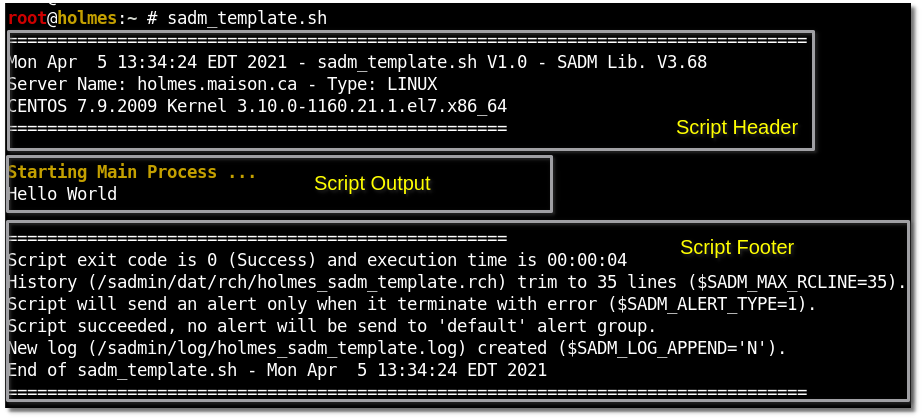 root@holmes:~ # sadm_template.sh
================================================================================
Mon Apr  5 13:34:24 EDT 2021 - sadm_template.sh V1.0 - SADM Lib. V3.68
Server Name: holmes.maison.ca - Type: LINUX
CENTOS 7.9.2009 Kernel 3.10.0-1160.21.1.el7.x86_64
==================================================
Script Header
Starting Main Process ...
Script Output
Hello World
==================================================
Script Footer
Script exit code is 0 (Success) and execution time is 00:00:04
History (/sadmin/dat/rch/holmes_sadm_template.rch) trim to 35 lines ($SADM_MAX_RCLINE=35).
Script will send an alert only when it terminate with error ($SADM_ALERT_TYPE=1).
Script succeeded, no alert will be send to 'default' alert group.
New log (/sadmin/log/holmes_sadm_template.log) created ($SADM_LOG_APPEND='N').
End of sadm_template.sh - Mon Apr  5 13:34:24 EDT 2021
================================================================================